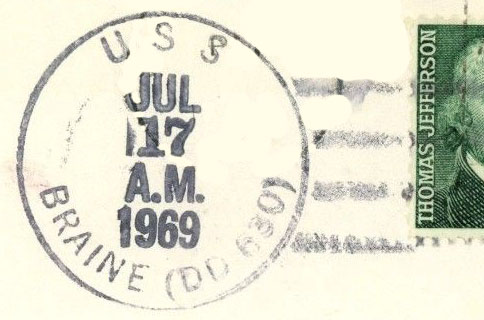 USS
JUL
17
A.M.
1969
BRAINE (DD 630)
THOMAS JEFFERSON